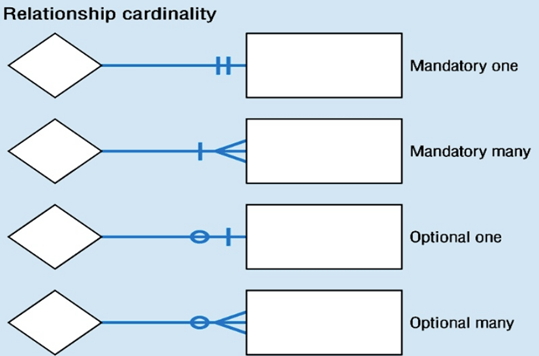 Relationship cardinality
Mandatory one
Mandatory many
Optional one
Optional many